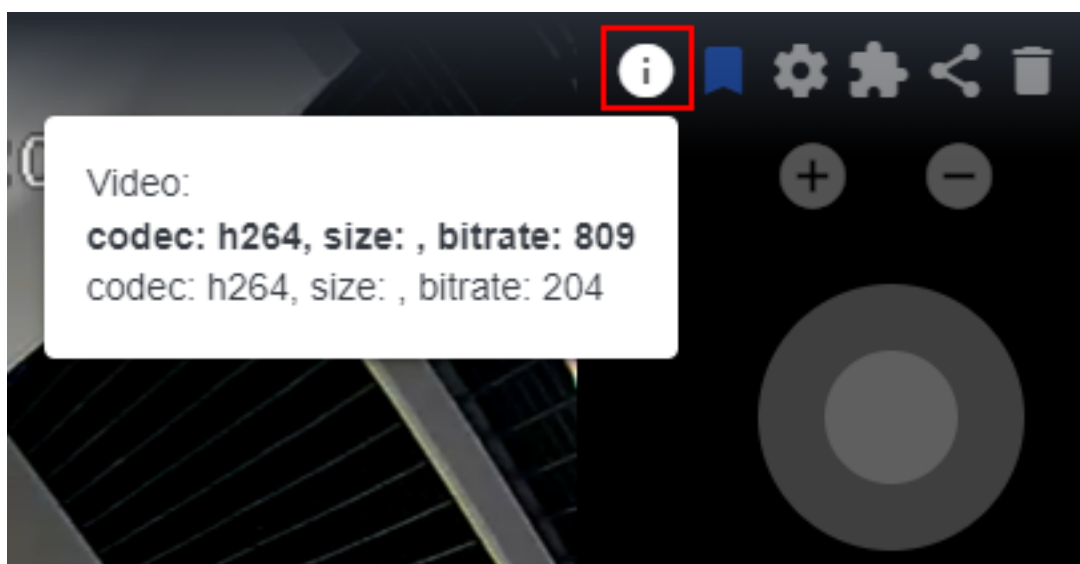 Video:
codec: h264, size: , bitrate: 809
codec: h264, size: , bitrate: 204